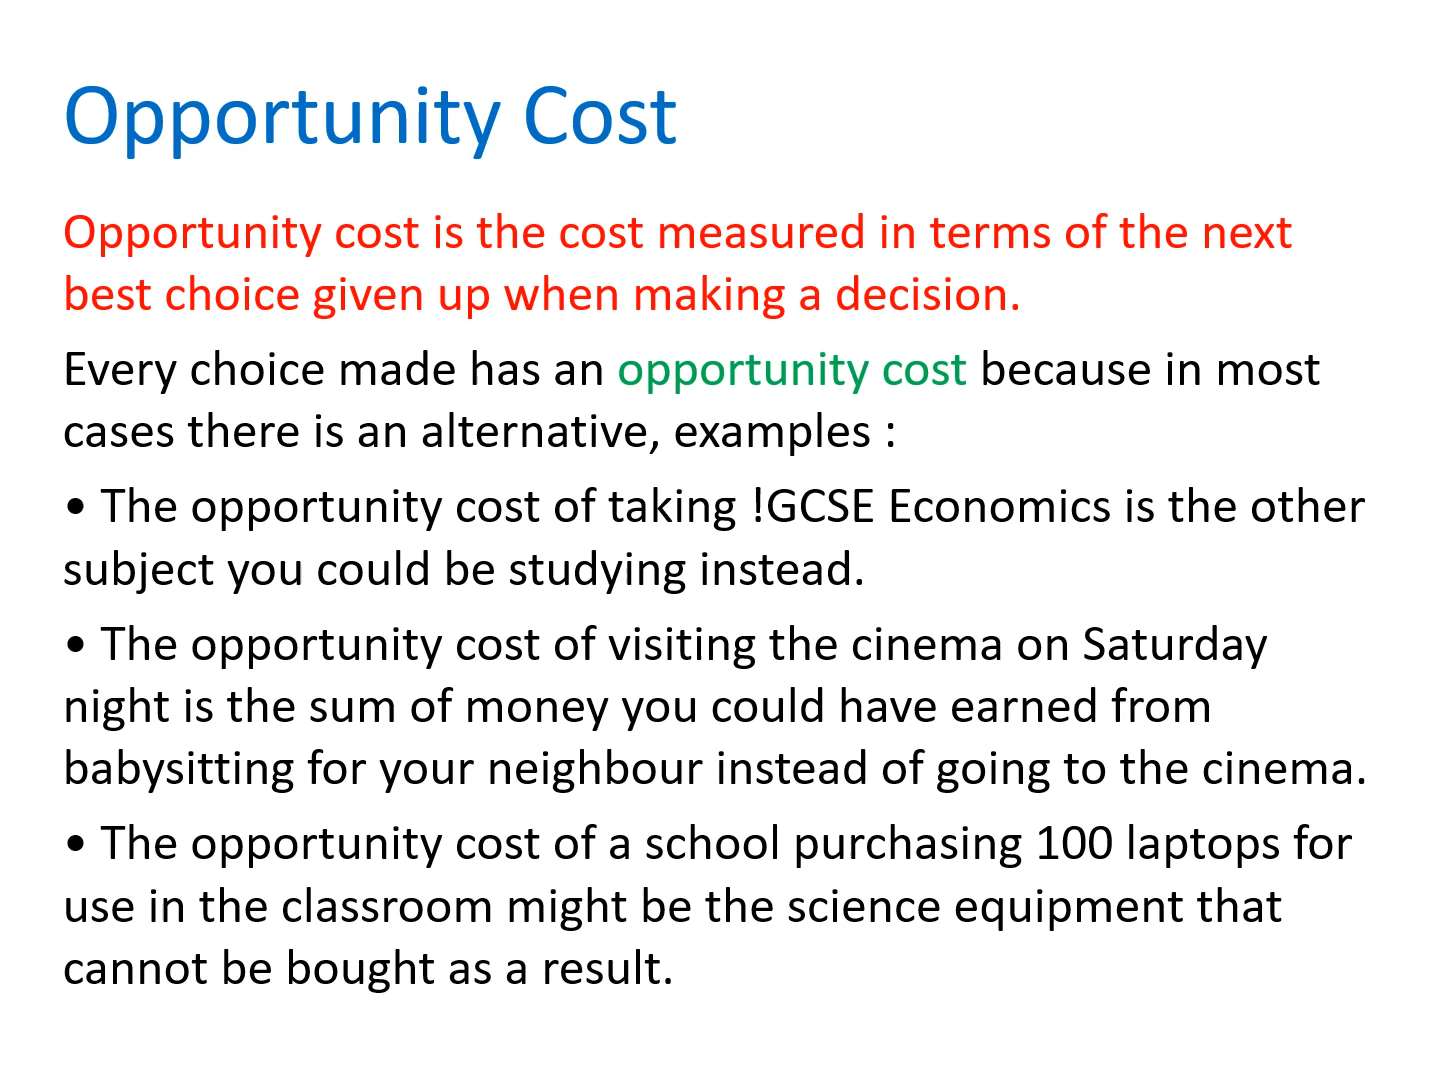 Opportunity Cost
Opportunity cost is the cost measured in terms of the next
best choice given up when making a decision.
Every choice made has an opportunity cost because in most
cases there is an alternative, examples :
• The opportunity cost of taking !GCSE Economics is the other
subject you could be studying instead.
• The opportunity cost of visiting the cinema on Saturday
night is the sum of money you could have earned from
babysitting for your neighbour instead of going to the cinema.
• The opportunity cost of a school purchasing 100 laptops for
use in the classroom might be the science equipment that
cannot be bought as a result.